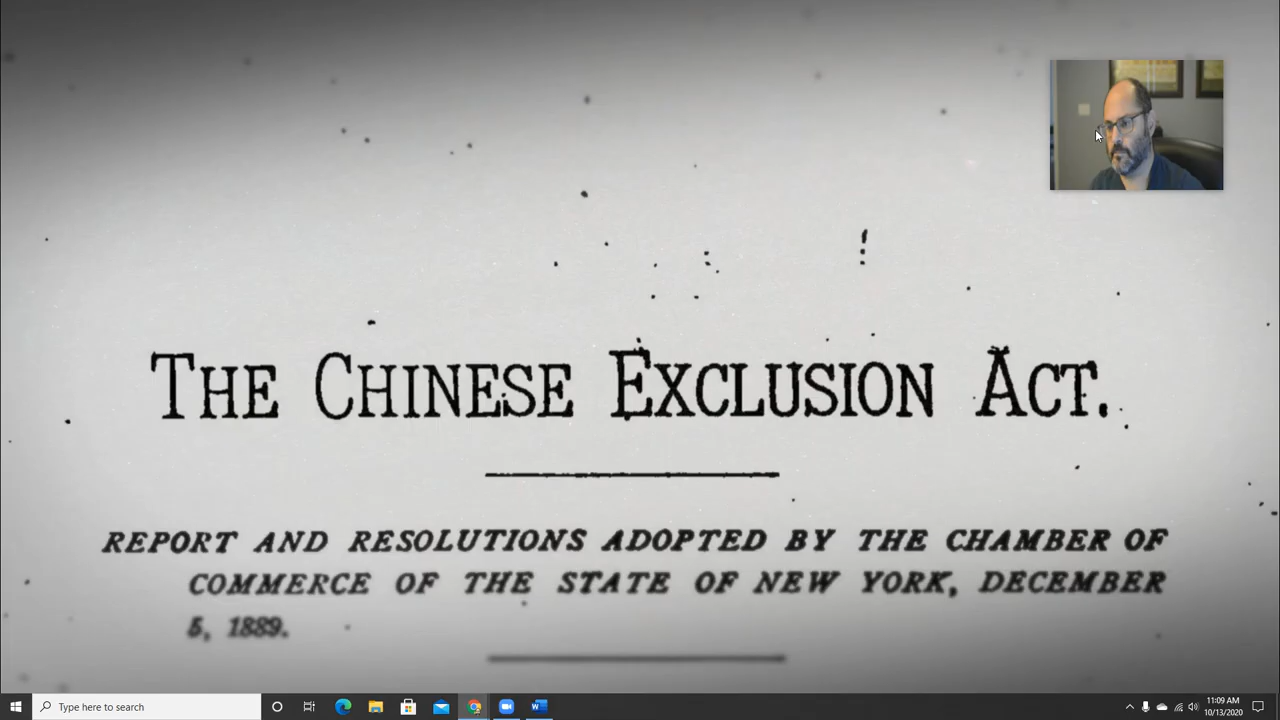 THE CHINESE EXCLUSION ACT.
REPORT AND RESOLUTIONS ADOPTED BY THE CHAMBER OF
COMMERCE OF THE STATE OF NEW YORK, DECEMBER
5, 1889.
Type here to search
11:09 AM
10/13/2020